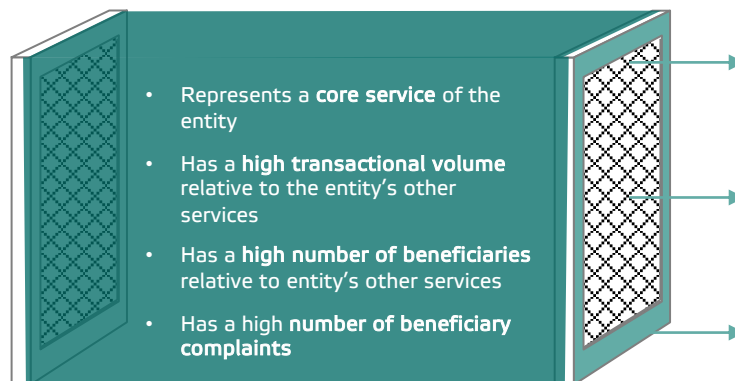 • Represents a core service of the
entity
• Has a high transactional volume
relative to the entity's other
services
• Has a high number of beneficiaries
relative to entity's other services
• Has a high number of beneficiary
complaints